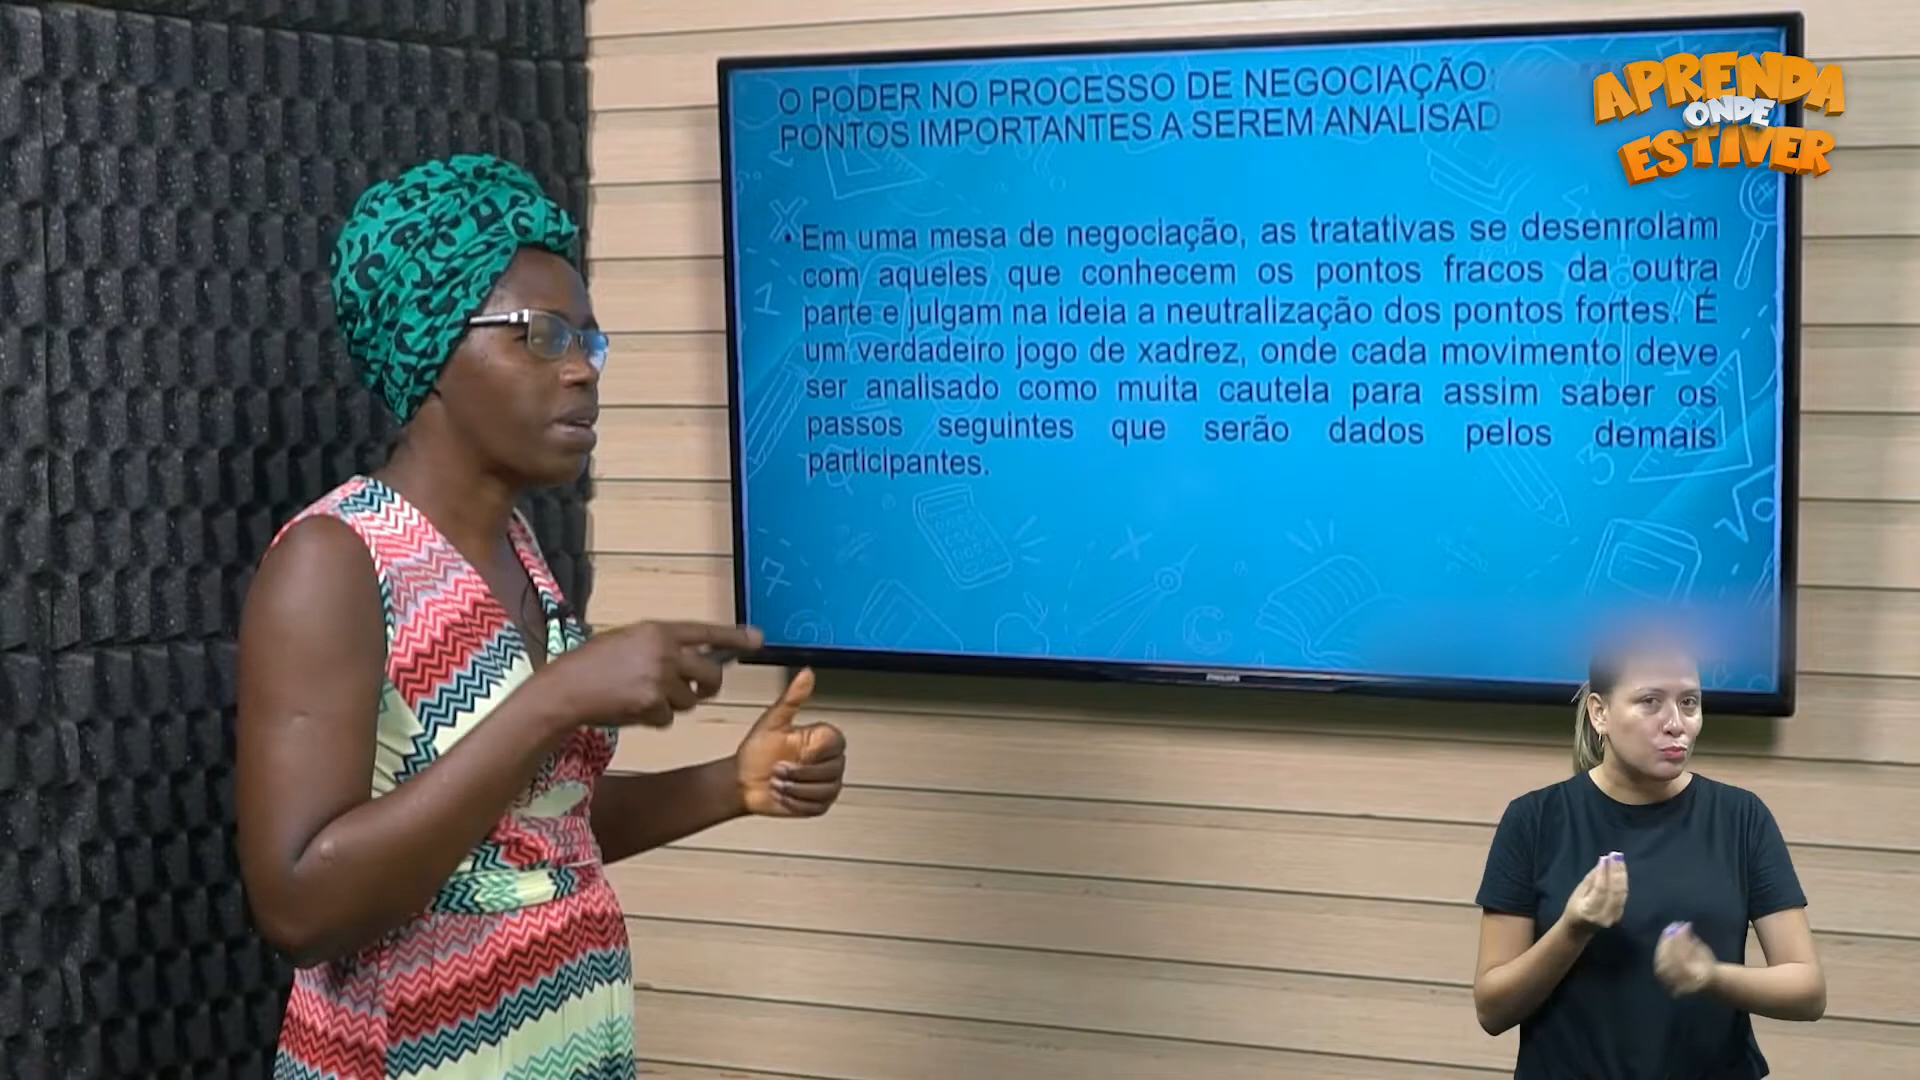 O PODER NO PROCESSO DE NEGOCIAÇÃO:
PONTOS IMPORTANTES A SEREM ANALISAD
APRENDA
ONDE
ESTIVER
• Em uma mesa de negociação, as tratativas se desenrolam
com aqueles que conhecem os pontos fracos da outra
parte e julgam na ideia a neutralização dos pontos fortes. É
um verdadeiro jogo de xadrez, onde cada movimento deve
ser analisado como muita cautela para assim saber os
passos seguintes que serão dados pelos demais
participantes.
PHILIPS